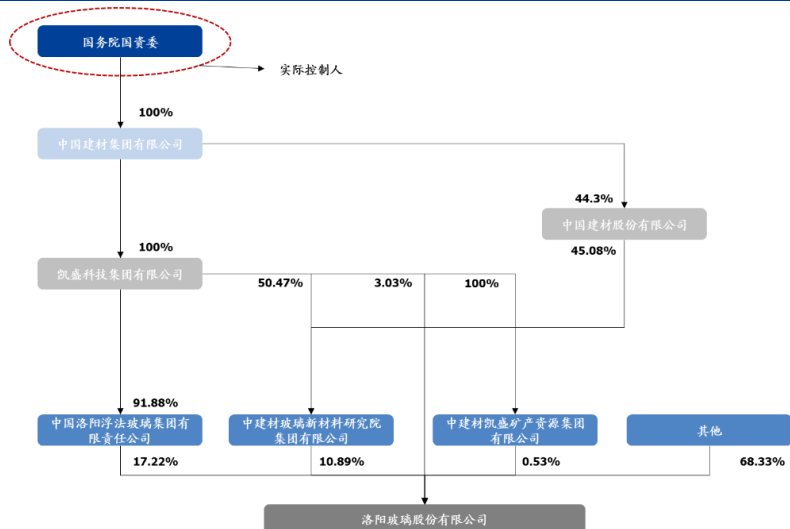 国务院国资委
实际控制人
100%
中国建材集团有限公司
44.3%
中国建材股份有限公司
100%
45.08%
凯盛科技集团有限公司
50.47%
3.03%
100%
91.88%
中国洛阳浮法玻璃集团有
限责任公司
中建材玻璃新材料研究院
集团有限公司
中建材凯盛矿产资源集团
有限公司
其他
17.22%
10.89%
0.53%
68.33%
洛阳玻璃股份有限公司